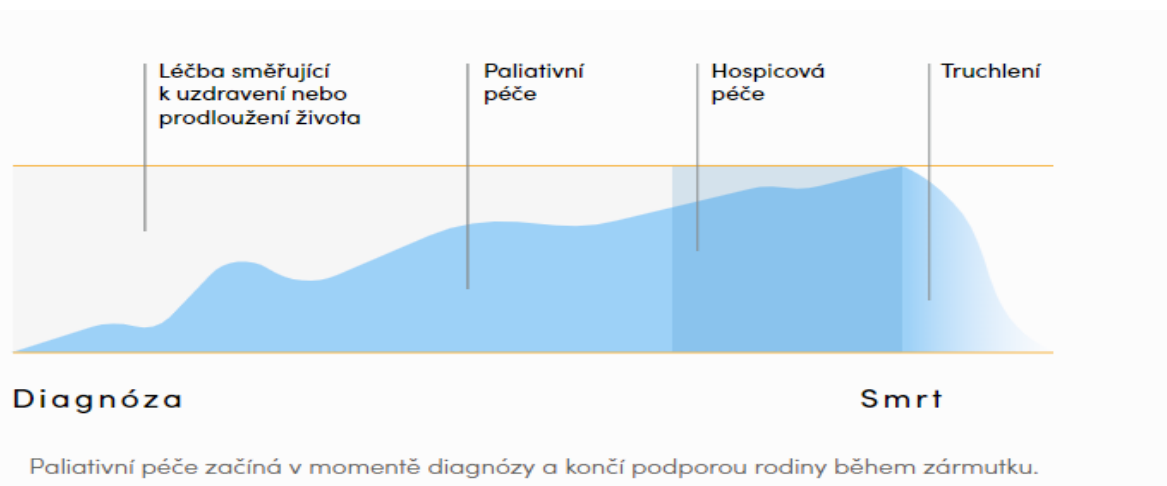 Léčba směřující
k uzdravení nebo
prodloužení života
Paliativní
péče
Hospicová
péče
Truchlení
Diagnóza
Smrt
Paliativní péče začíná v momentě diagnózy a končí podporou rodiny během zármutku.